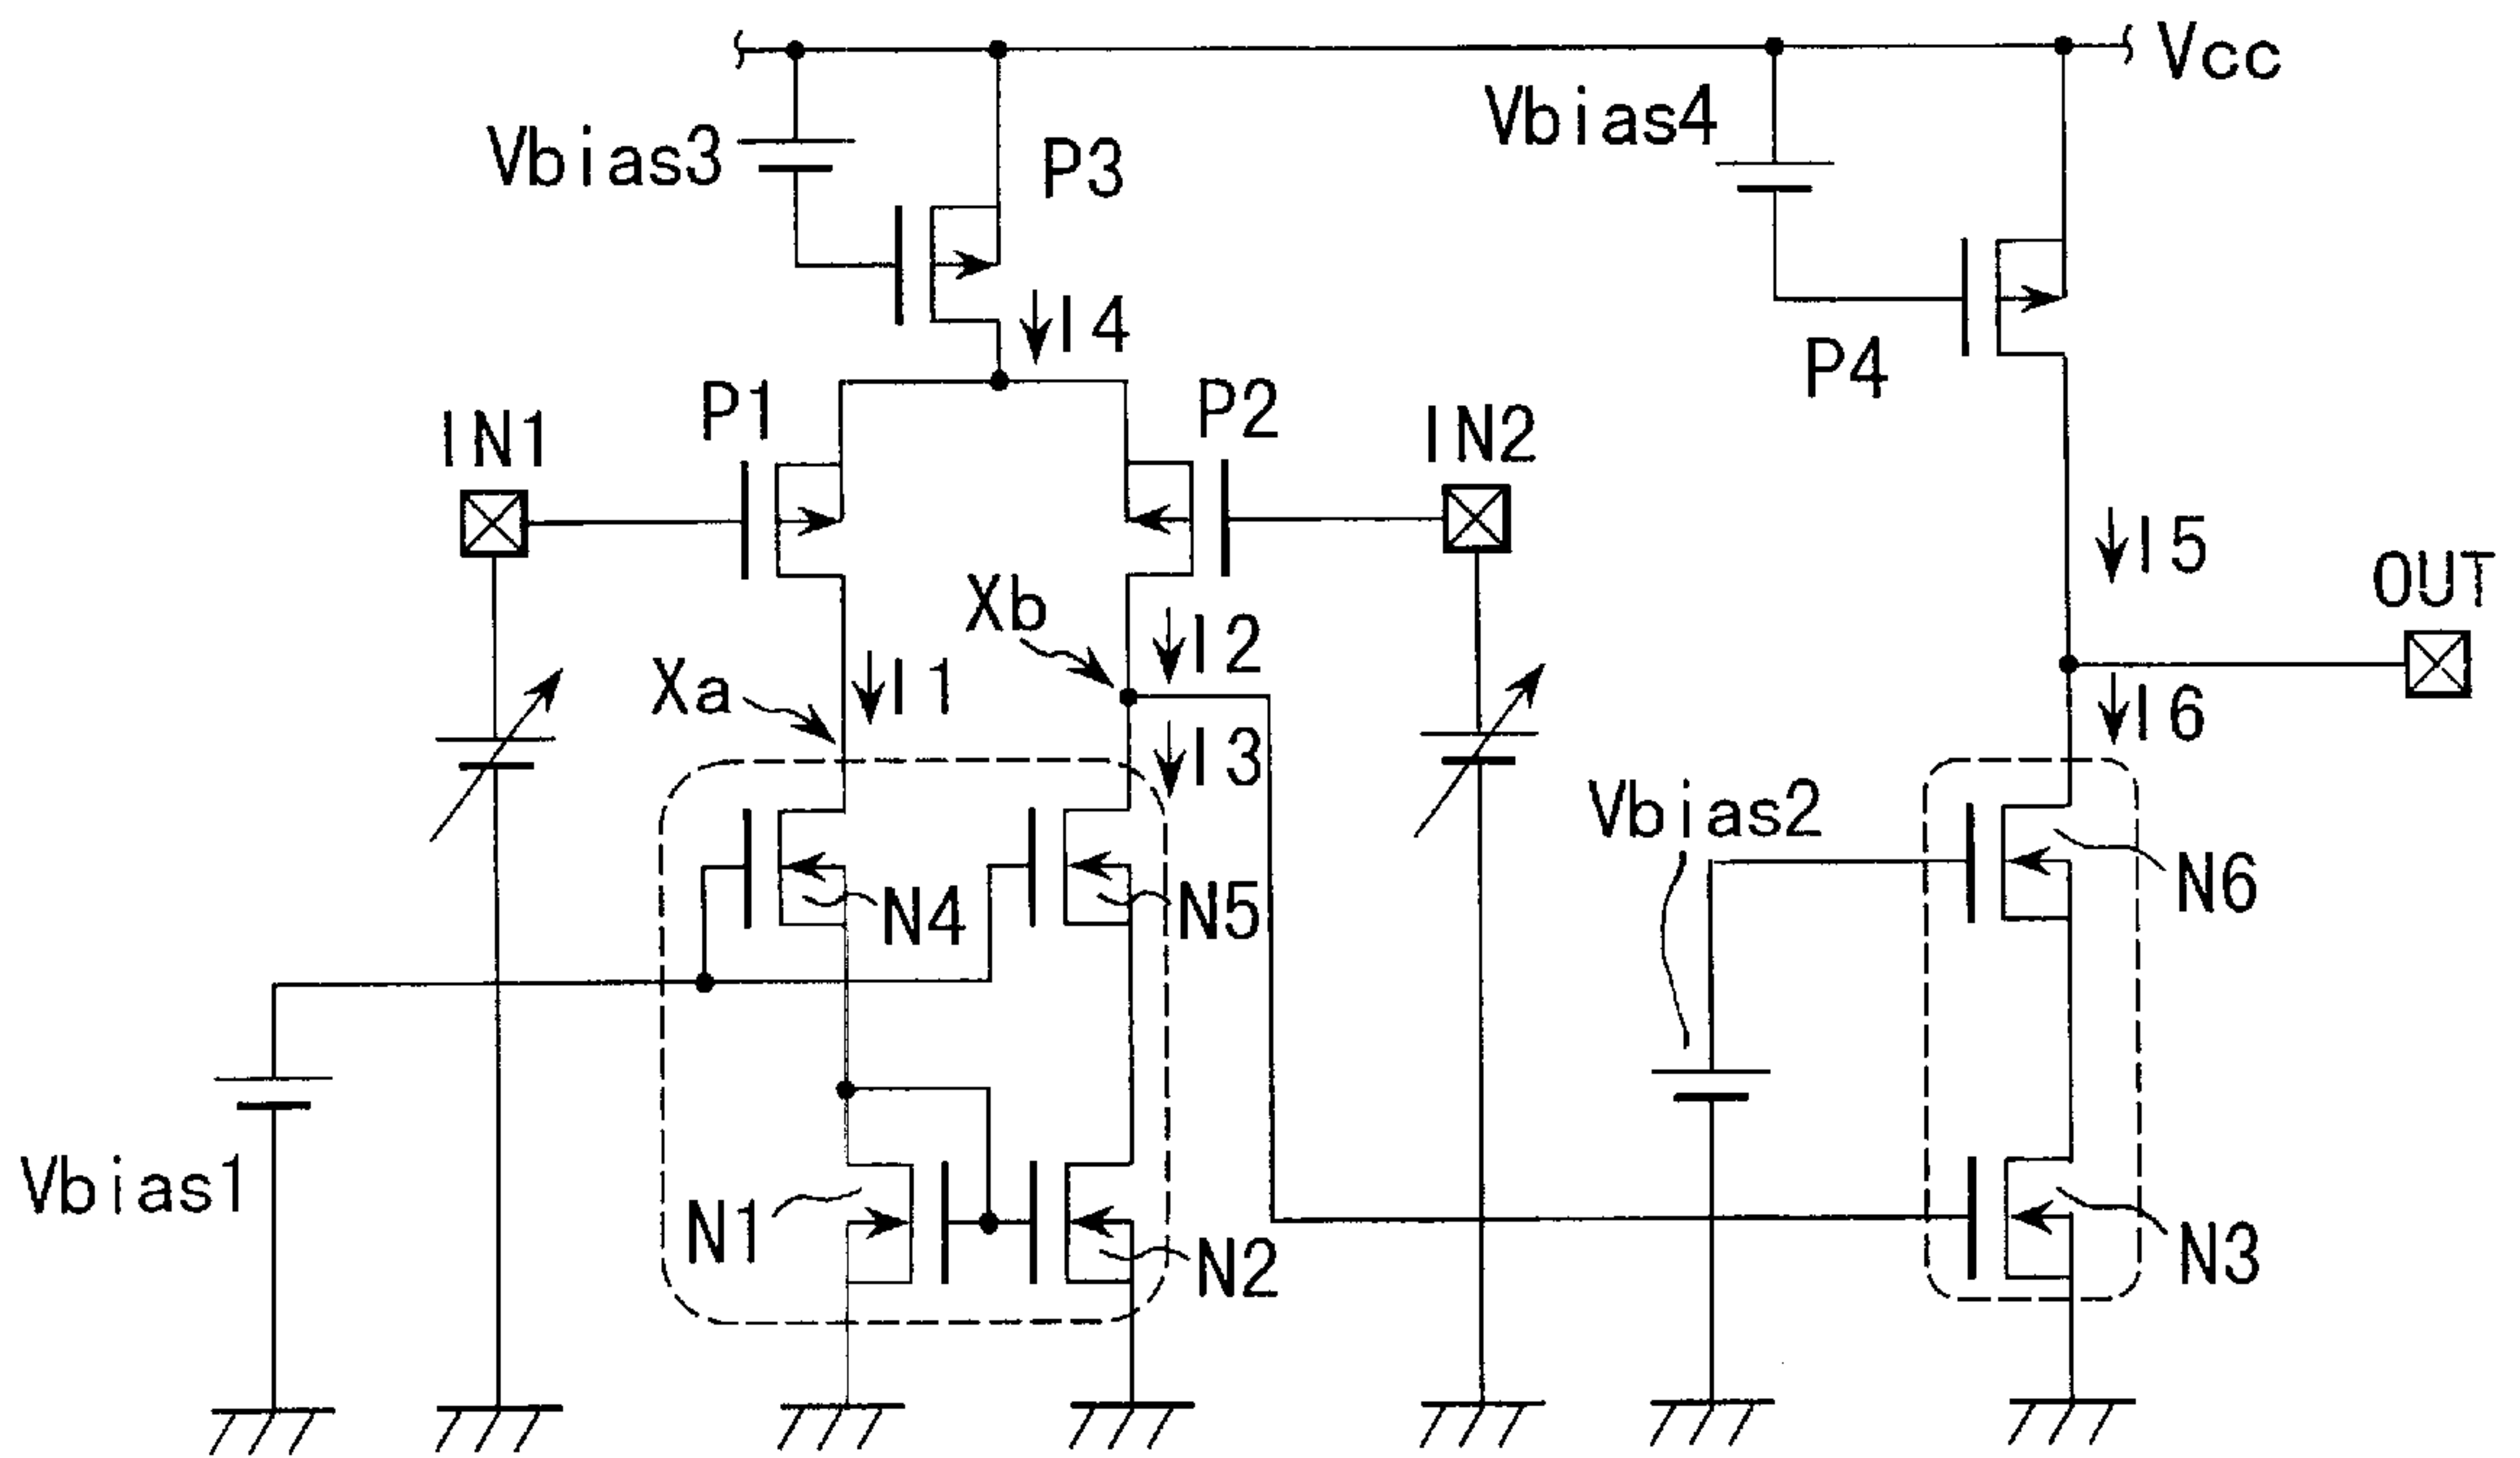 Vcc
Vbias4
Vbias3
P3
I4
P4
P1
P2
IN1
IN2
I5
OUT
Xb
I2
Xa
I1
I6
I3
Vbias2
N4
N5
N6
Vbias1
N1
N2
N3